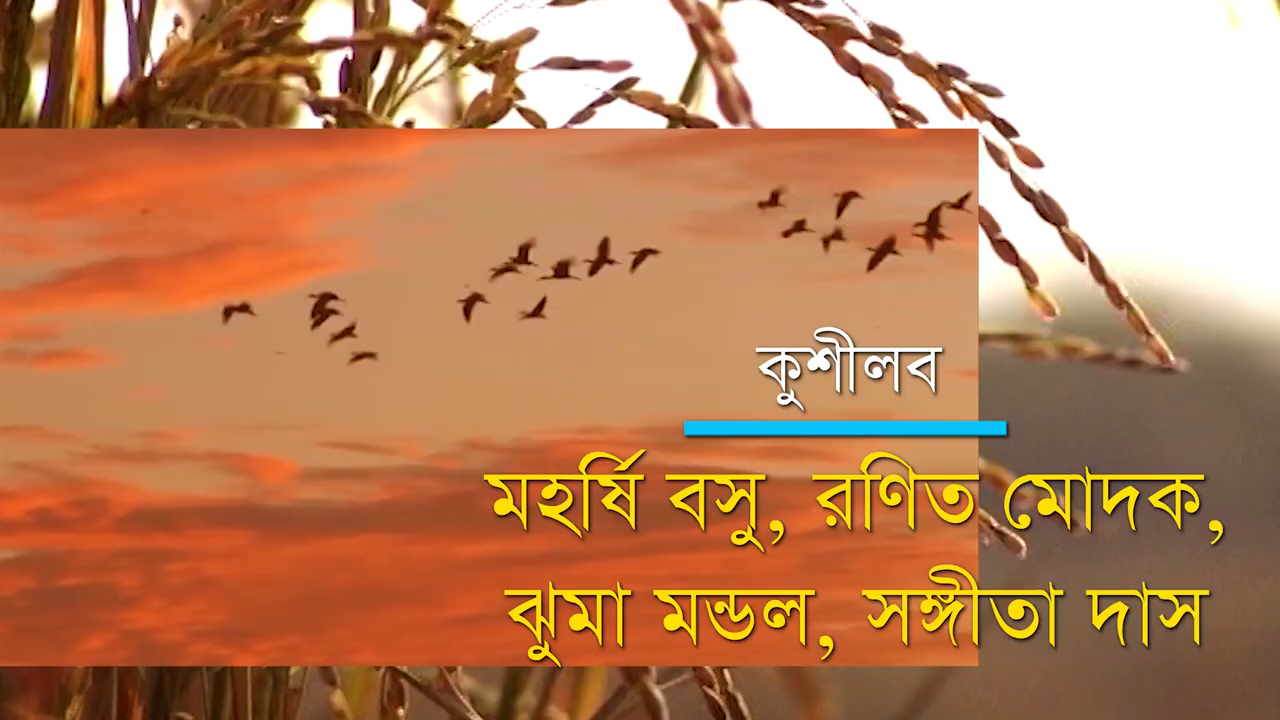 কুশীলব
মহর্ষি বসু, রণিত মোদক,
ঝুমা মন্ডল, সঙ্গীতা দাস